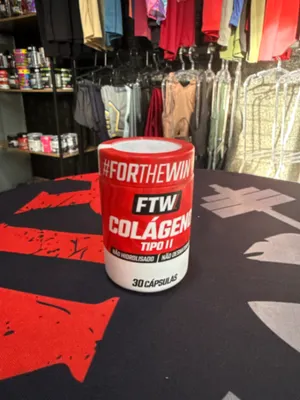 #FORTHEWIN
FTW
COLÁGENO
TIPO II
NÃO HIDROLISADO
30 CÁPSULAS